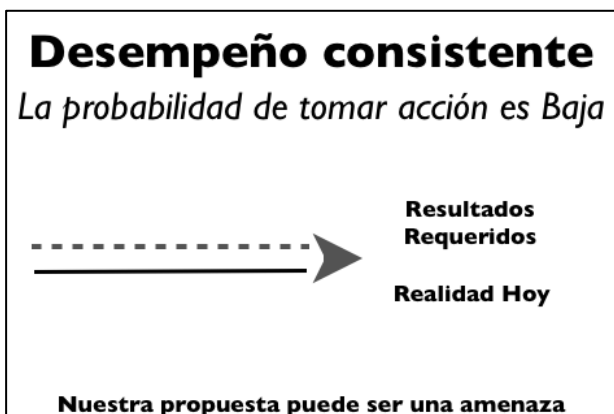 Desempeño consistente
La probabilidad de tomar acción es Baja
Resultados
Requeridos
Realidad Hoy
Nuestra propuesta puede ser una amenaza